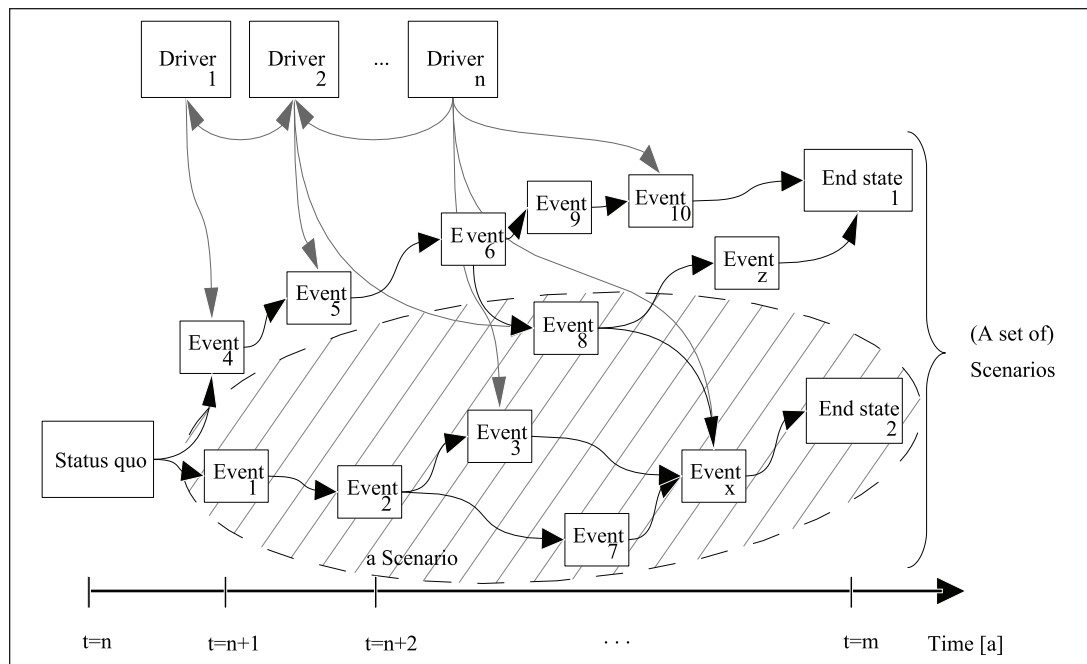 Driver
1
Driver
2
...
Driver
n
Event
9
Event
10
End state
1
Event
6
Event
z
Event
5
Event
8
Event
4
(A set of)
Scenarios
End state
2
Event
3
Status quo
Event
1
Event
2
Event
x
Event
7
a Scenario
t=n
t=n+1
t=n+2
. . .
t=m
Time [a]